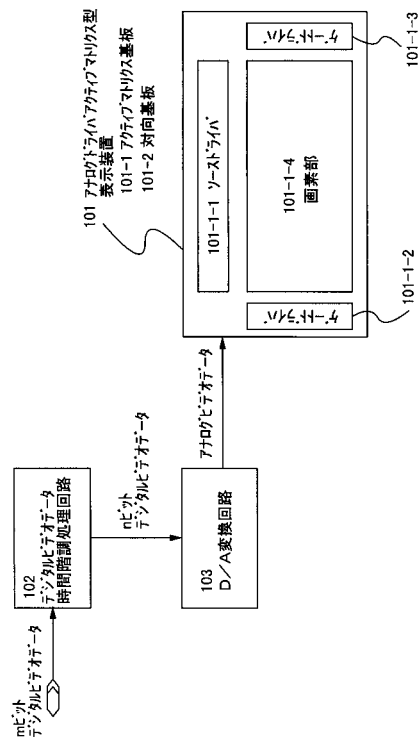 mビット
デジタルビデオデータ
102
デジタルビデオデータ
時間階調処理回路
nビット
デジタルビデオデータ
103
D/A変換回路
アナログビデオデータ
101 アナログドライバアクティブマトリクス型
表示装置
101-1 アクティブマトリクス基板
101-2 対向基板
101-1-1 ソースドライバ
ゲートドライバ
101-1-4
画素部
ゲートドライバ
101-1-2
101-1-3